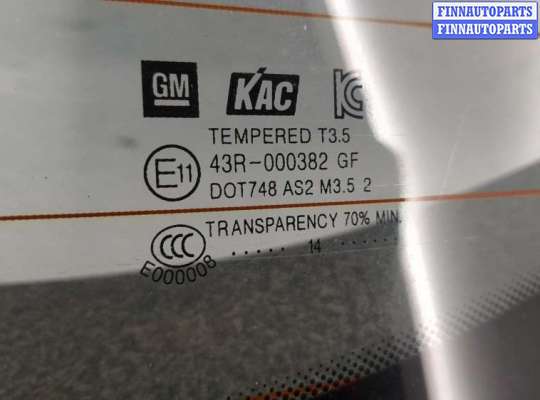 FINNAUTOPARTS
FINNAUTOPARTS
GM KAC KC
TEMPERED T3.5
E11 43R-000382 GF
DOT748 AS2 M3.5 2
TRANSPARENCY 70% MIN.
CCC ..... 14 ......
E000008